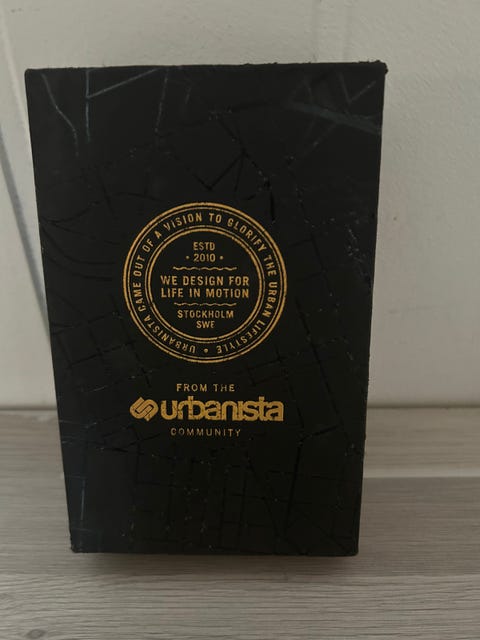 URBANISTA CAME OUT OF A VISION TO GLORIFY THE URBAN LIFESTYLE •
ESTD
• 2010 •
WE DESIGN FOR
LIFE IN MOTION
STOCKHOLM
SWE
FROM THE
urbanista
COMMUNITY